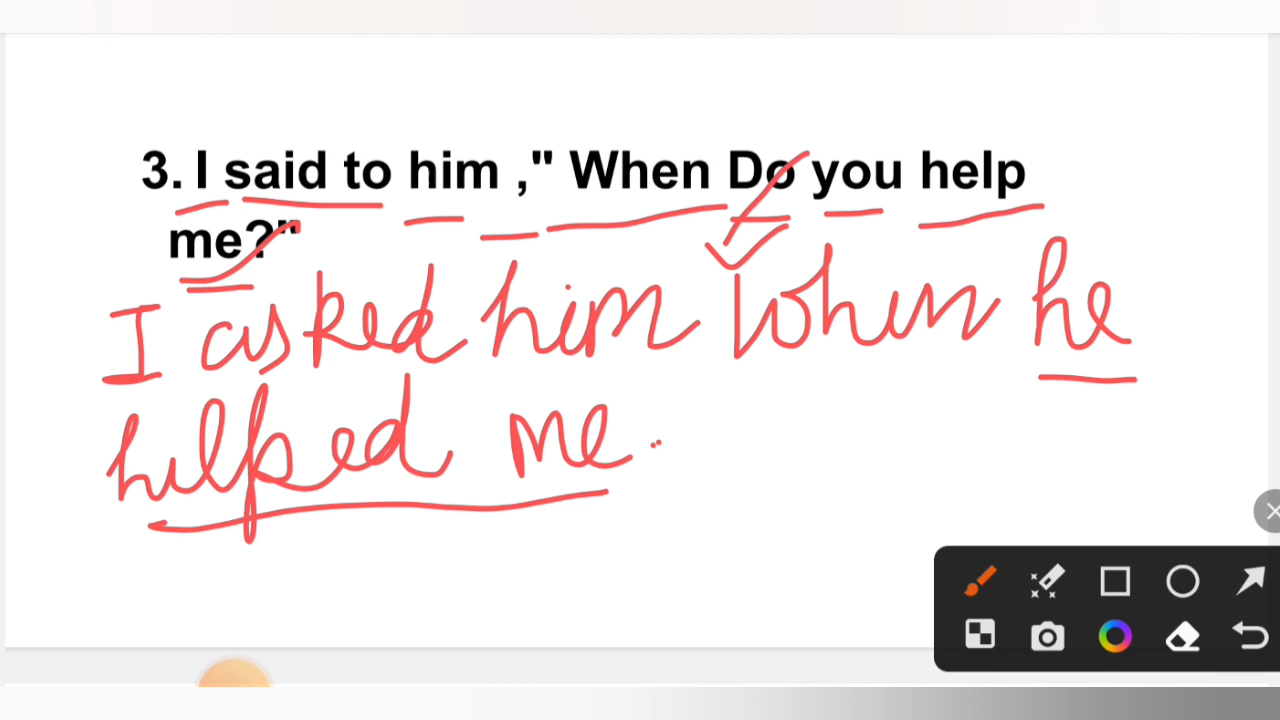 3. I said to him ," When Do you help
me?"
I asked him when he
helped me.